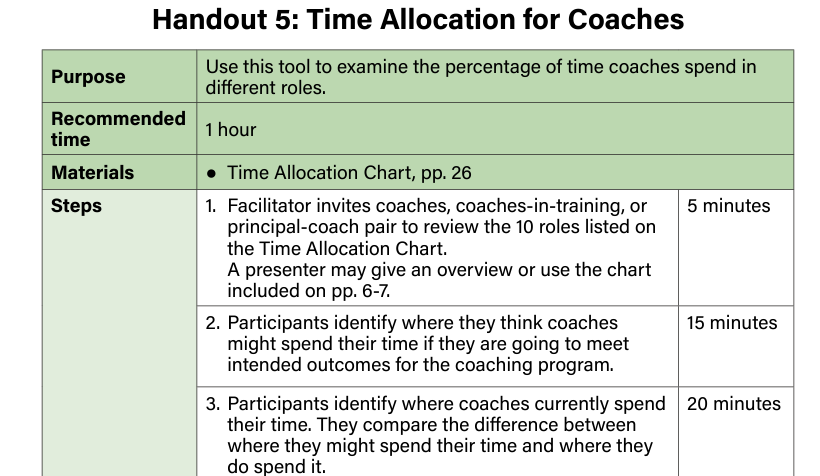 Handout 5: Time Allocation for Coaches
Purpose
Use this tool to examine the percentage of time coaches spend in
different roles.
Recommended
time
1 hour
Materials
● Time Allocation Chart, pp. 26
Steps
1. Facilitator invites coaches, coaches-in-training, or
principal-coach pair to review the 10 roles listed on
the Time Allocation Chart.
A presenter may give an overview or use the chart
included on pp. 6-7.
5 minutes
2. Participants identify where they think coaches
might spend their time if they are going to meet
intended outcomes for the coaching program.
15 minutes
3. Participants identify where coaches currently spend
their time. They compare the difference between
where they might spend their time and where they
do spend it.
20 minutes